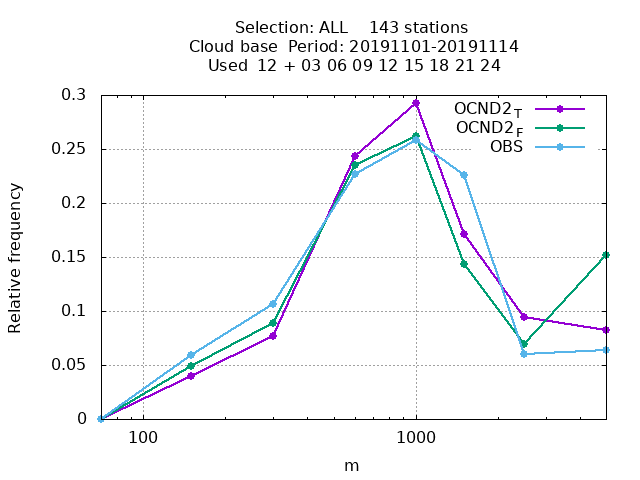 Selection: ALL    143 stations
Cloud base  Period: 20191101-20191114
Used  12 + 03 06 09 12 15 18 21 24
0.3
0.25
0.2
0.15
0.1
0.05
0
Relative frequency
OCND2T
OCND2F
OBS
100
1000
m